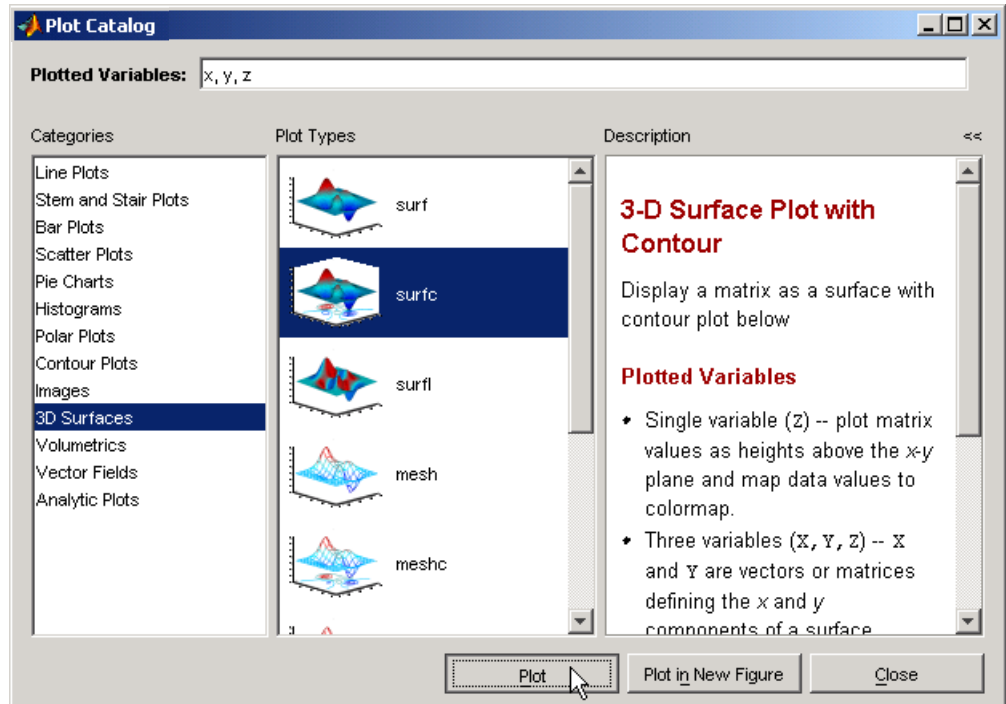 Plot Catalog
Plotted Variables: x, y, z
Categories
Plot Types
Description
<<
Line Plots
Stem and Stair Plots
Bar Plots
Scatter Plots
Pie Charts
Histograms
Polar Plots
Contour Plots
Images
3D Surfaces
Volumetrics
Vector Fields
Analytic Plots
surf
surfc
surfl
mesh
meshc
3-D Surface Plot with
Contour
Display a matrix as a surface with
contour plot below
Plotted Variables
• Single variable (Z) -- plot matrix
values as heights above the x-y
plane and map data values to
colormap.
• Three variables (X, Y, Z) -- X
and Y are vectors or matrices
defining the x and y
components of a surface
Plot
Plot in New Figure
Close